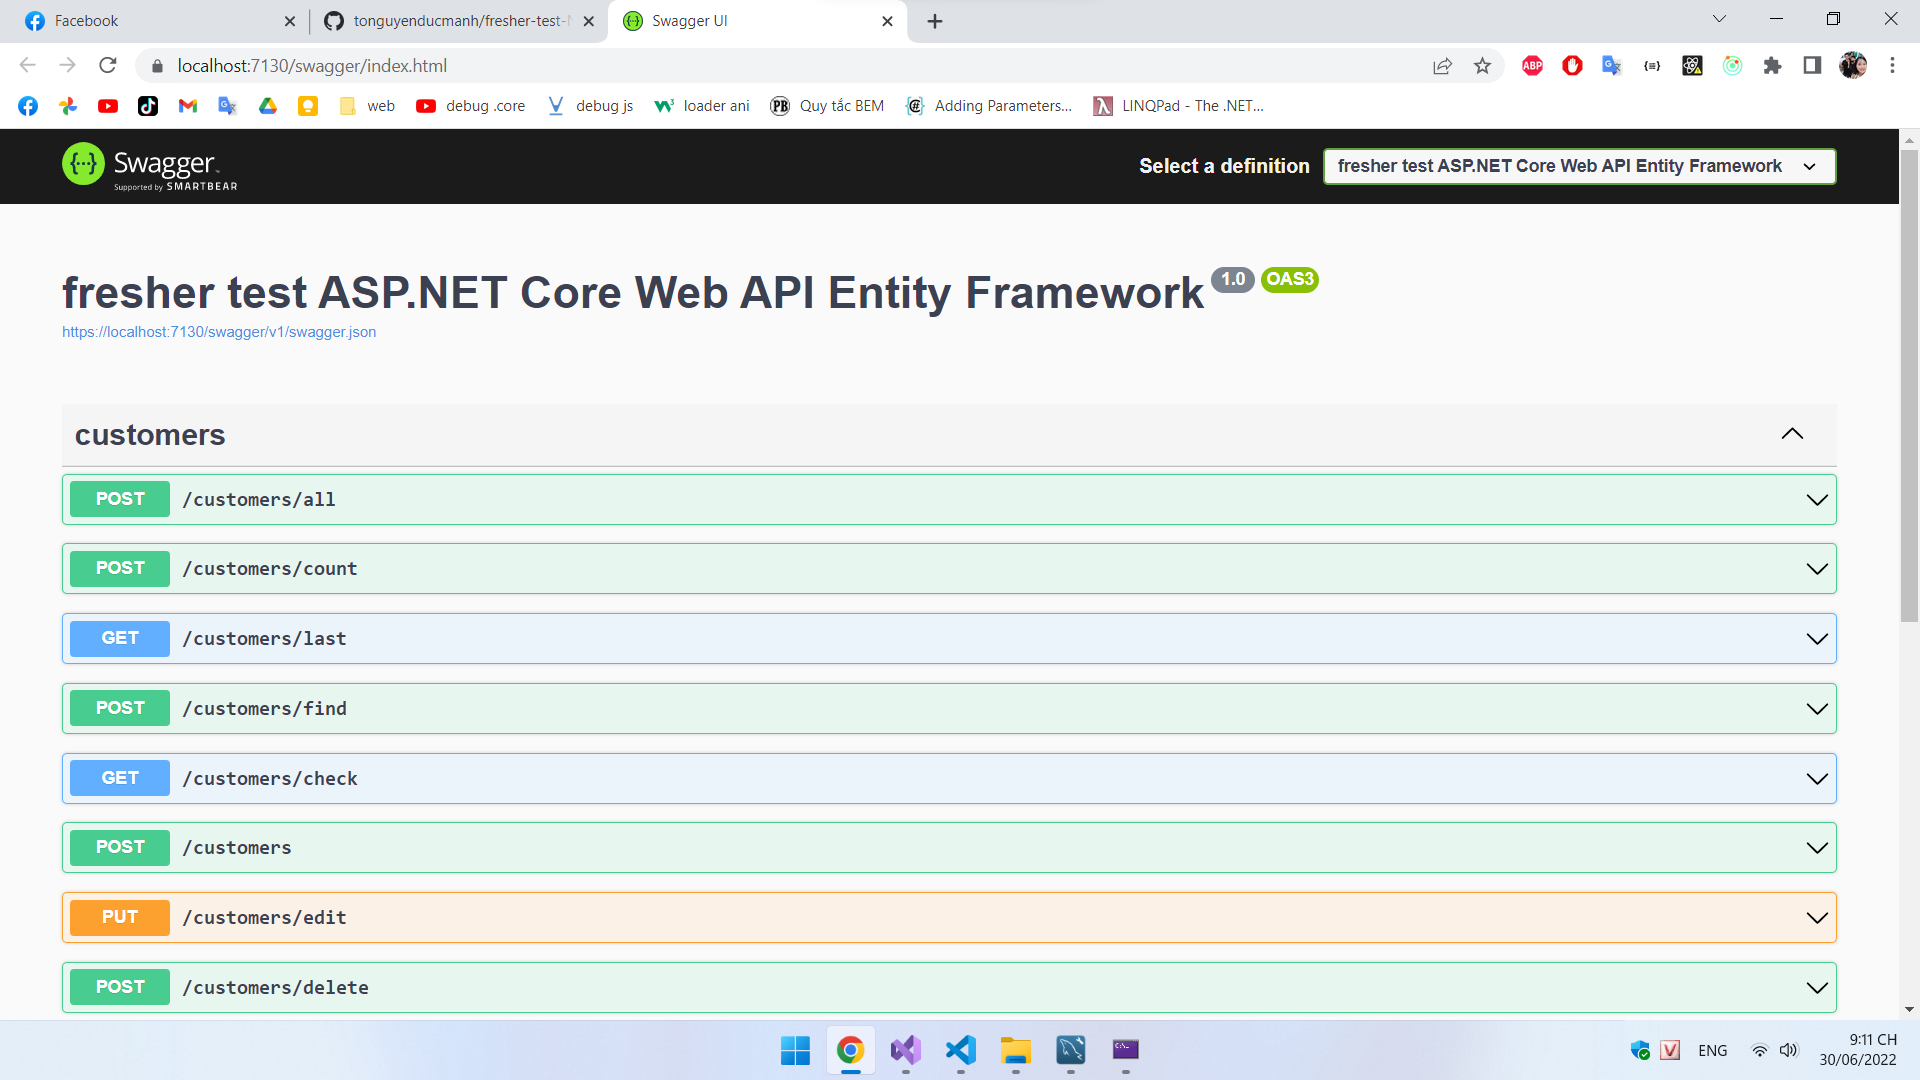 Facebook
tonguyenducmanh/fresher-test-
Swagger UI
localhost:7130/swagger/index.html
ABP
web
debug .core
debug js
loader ani
Quy tắc BEM
Adding Parameters...
LINQPad - The .NET...
Swagger
Supported by SMARTBEAR
Select a definition
fresher test ASP.NET Core Web API Entity Framework
fresher test ASP.NET Core Web API Entity Framework 1.0 OAS3
https://localhost:7130/swagger/v1/swagger.json
customers
POST /customers/all
POST /customers/count
GET /customers/last
POST /customers/find
GET /customers/check
POST /customers
PUT /customers/edit
POST /customers/delete
ENG
9:11 CH
30/06/2022